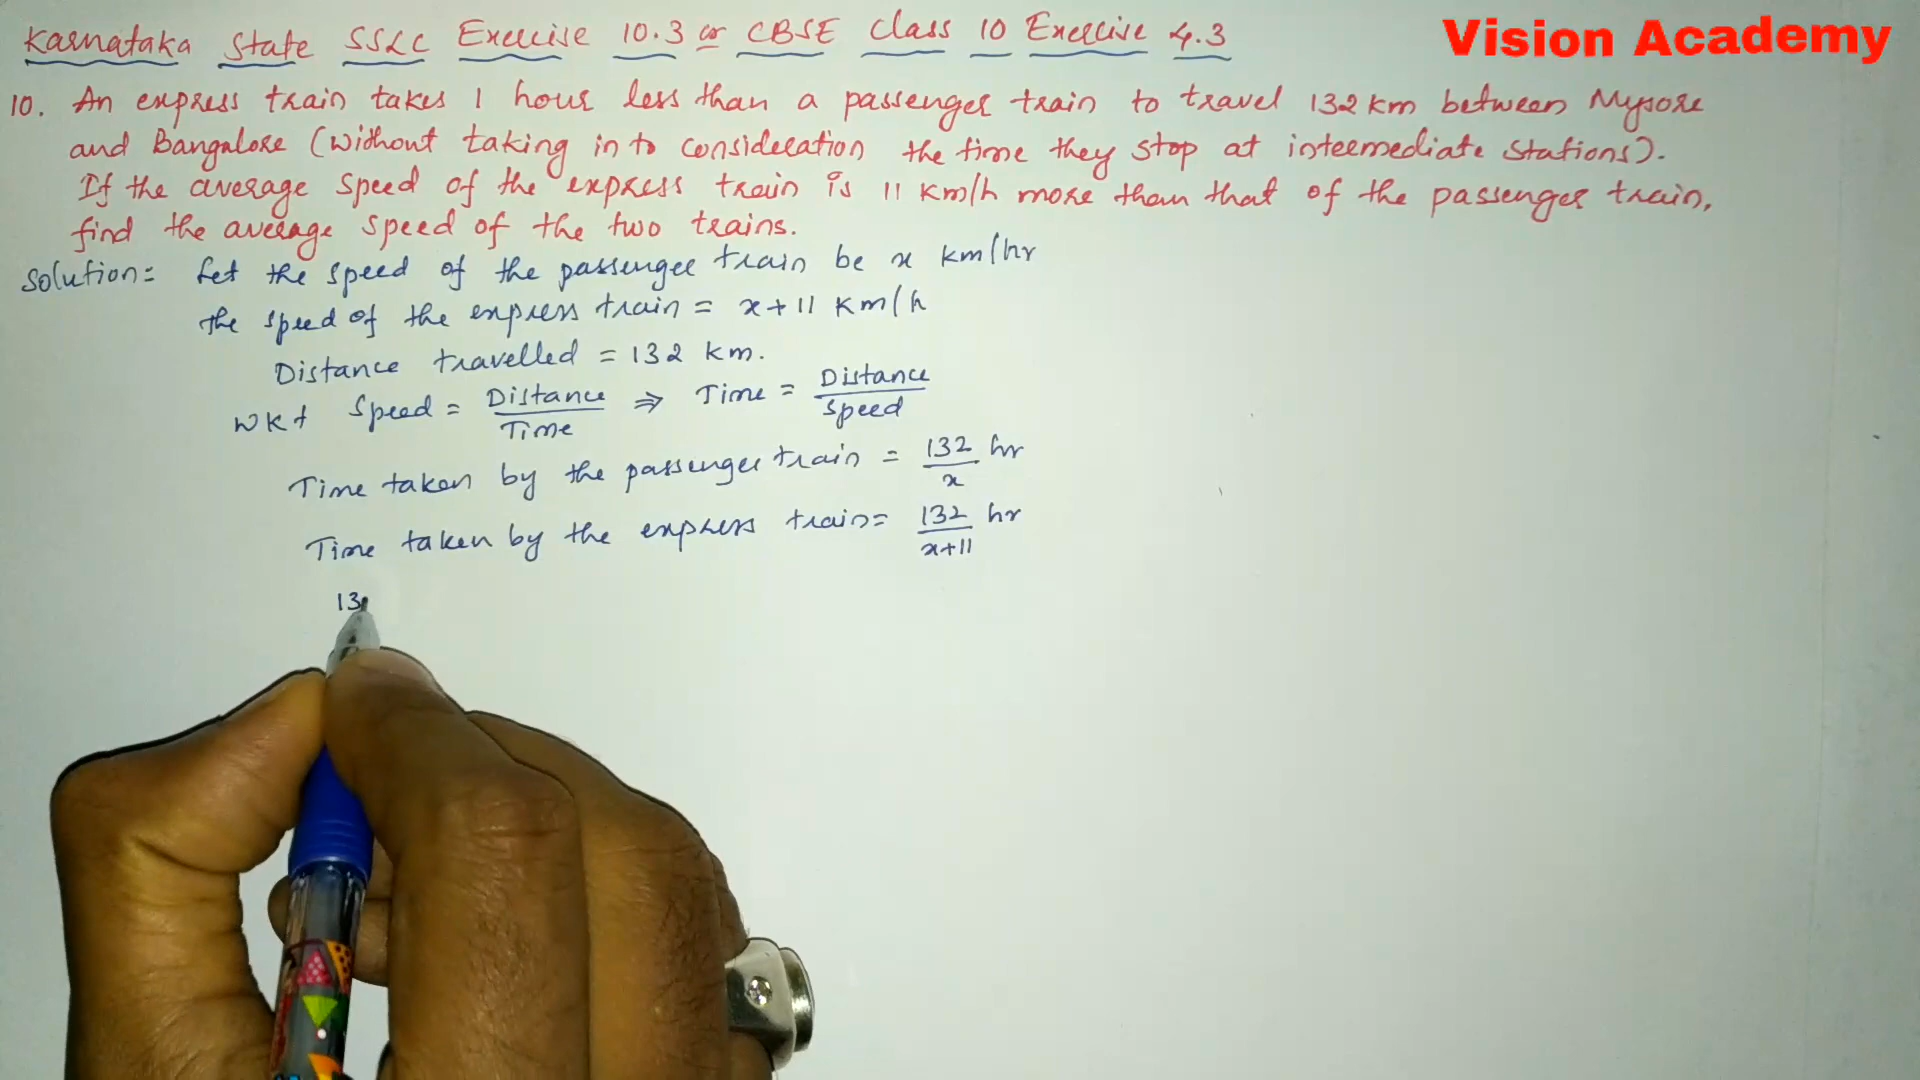 Karnataka State SSLC Exercise 10.3 or CBSE Class 10 Exercise 4.3
Vision Academy
10. An express train takes 1 hour less than a passenger train to travel 132 km between Mysore
and Bangalore (without taking in to consideration the time they stop at intermediate stations).
If the average speed of the express train is 11 km/h more than that of the passenger train,
find the average speed of the two trains.
Solution= Let the speed of the passenger train be x km/hr
The speed of the express train = x+11 km/h
Distance travelled = 132 km.
WKt Speed = Distance/Time ⇒ Time = Distance/Speed
Time taken by the passenger train = 132/x hr
Time taken by the express train= 132/x+11 hr
13